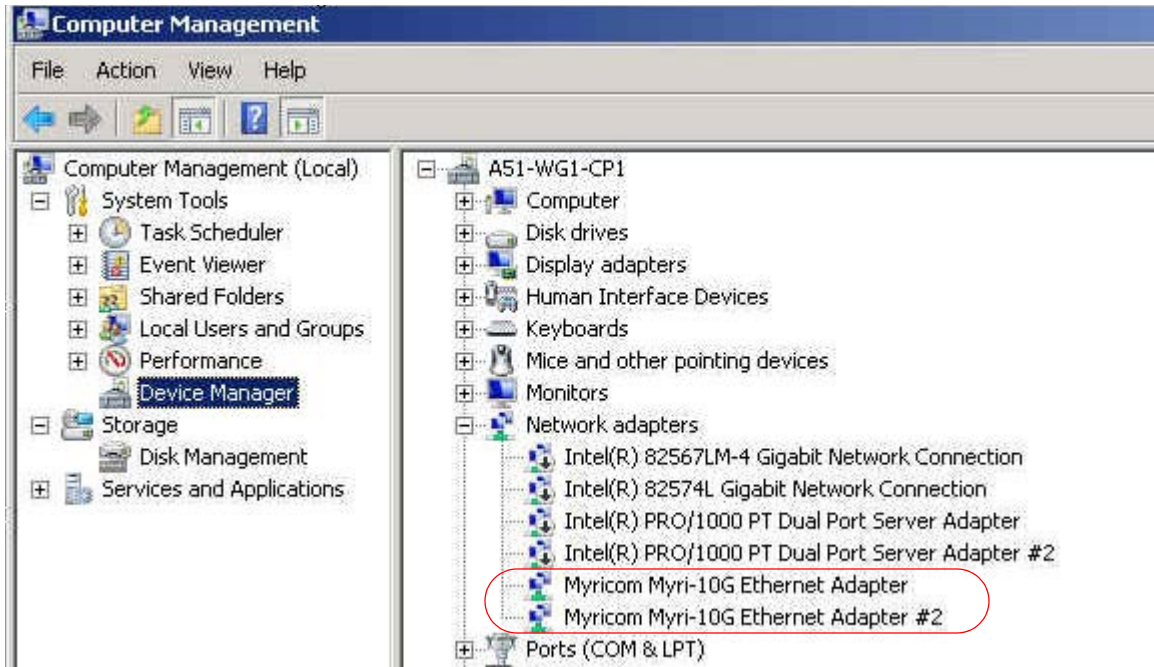 Computer Management
File Action View Help
Computer Management (Local)
System Tools
Task Scheduler
Event Viewer
Shared Folders
Local Users and Groups
Performance
Device Manager
Storage
Disk Management
Services and Applications
A51-WG1-CP1
Computer
Disk drives
Display adapters
Human Interface Devices
Keyboards
Mice and other pointing devices
Monitors
Network adapters
Intel(R) 82567LM-4 Gigabit Network Connection
Intel(R) 82574L Gigabit Network Connection
Intel(R) PRO/1000 PT Dual Port Server Adapter
Intel(R) PRO/1000 PT Dual Port Server Adapter #2
Myricom Myri-10G Ethernet Adapter
Myricom Myri-10G Ethernet Adapter #2
Ports (COM & LPT)